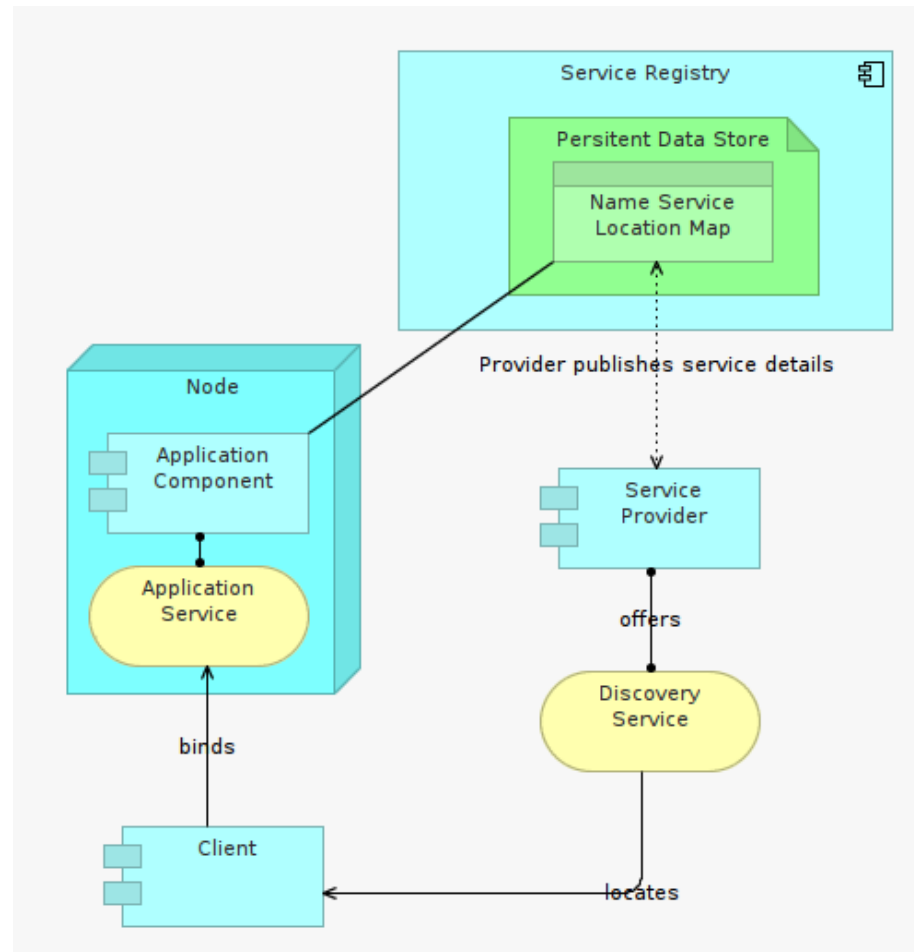 Service Registry
Persitent Data Store
Name Service
Location Map
Provider publishes service details
Node
Application
Component
Service
Provider
Application
Service
offers
Discovery
Service
binds
Client
locates